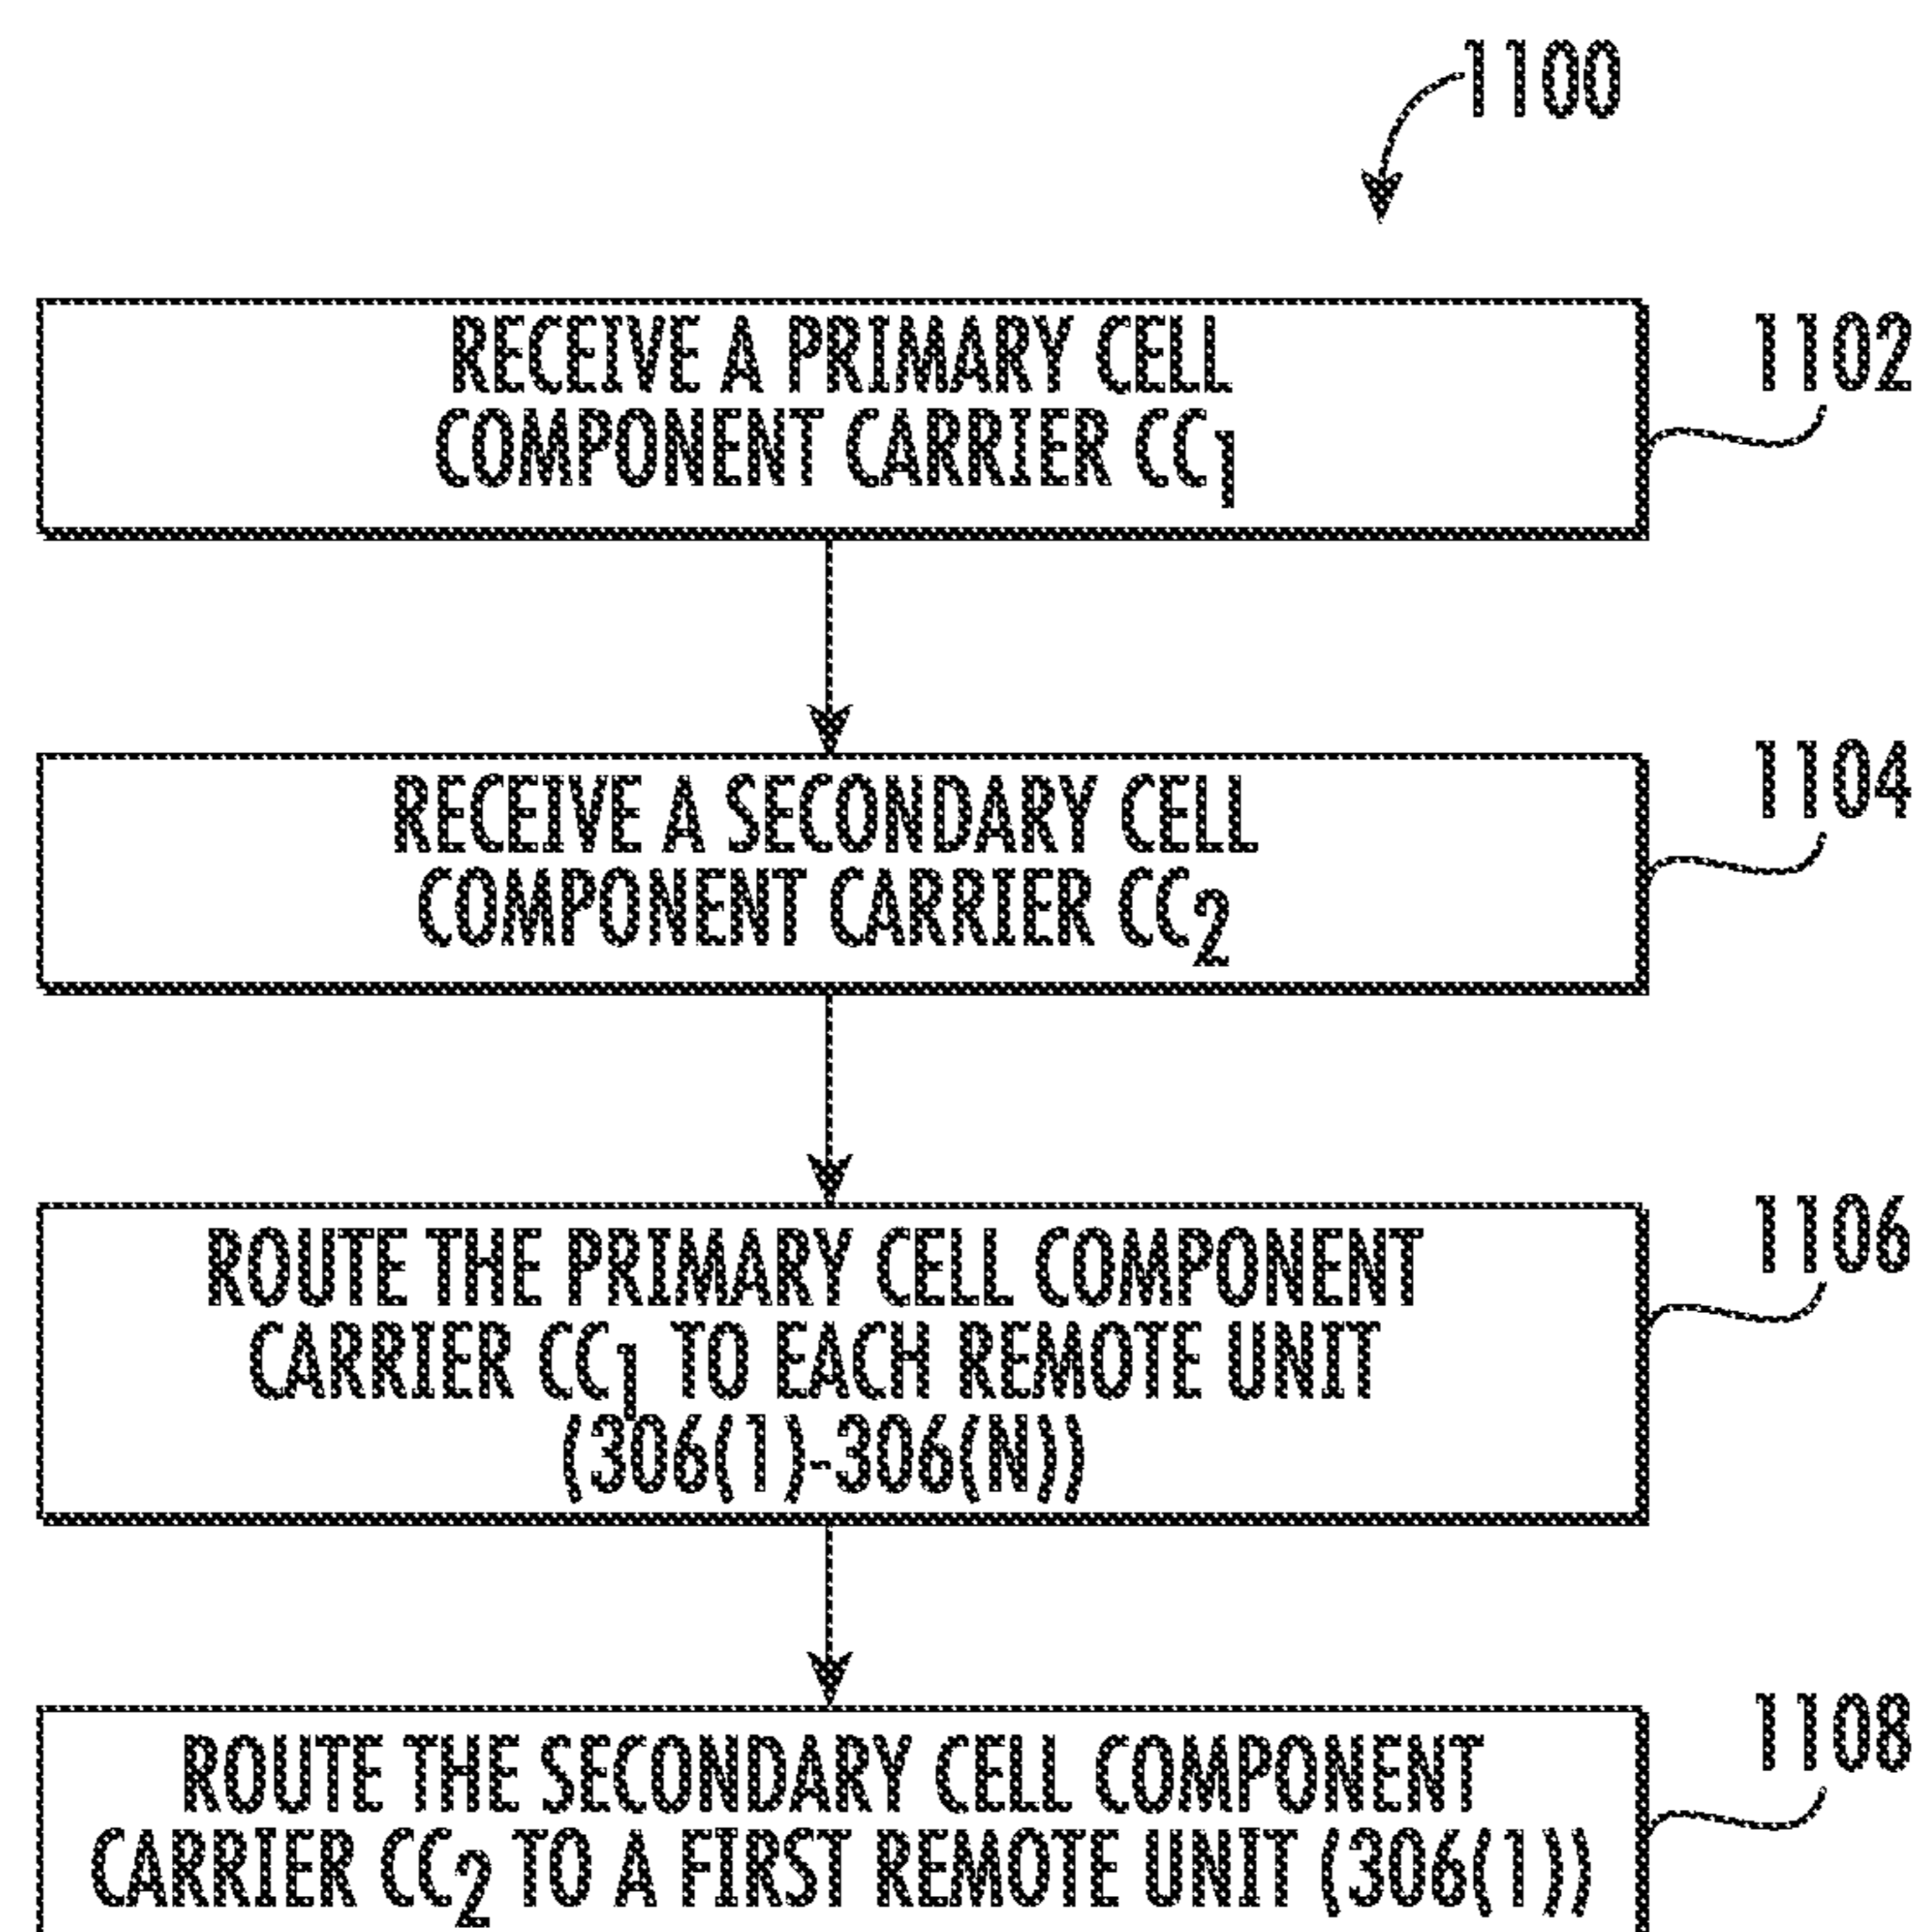 1100
RECEIVE A PRIMARY CELL
COMPONENT CARRIER CC1
1102
RECEIVE A SECONDARY CELL
COMPONENT CARRIER CC2
1104
ROUTE THE PRIMARY CELL COMPONENT
CARRIER CC1 TO EACH REMOTE UNIT
(306(1)-306(N))
1106
ROUTE THE SECONDARY CELL COMPONENT
CARRIER CC2 TO A FIRST REMOTE UNIT (306(1))
1108